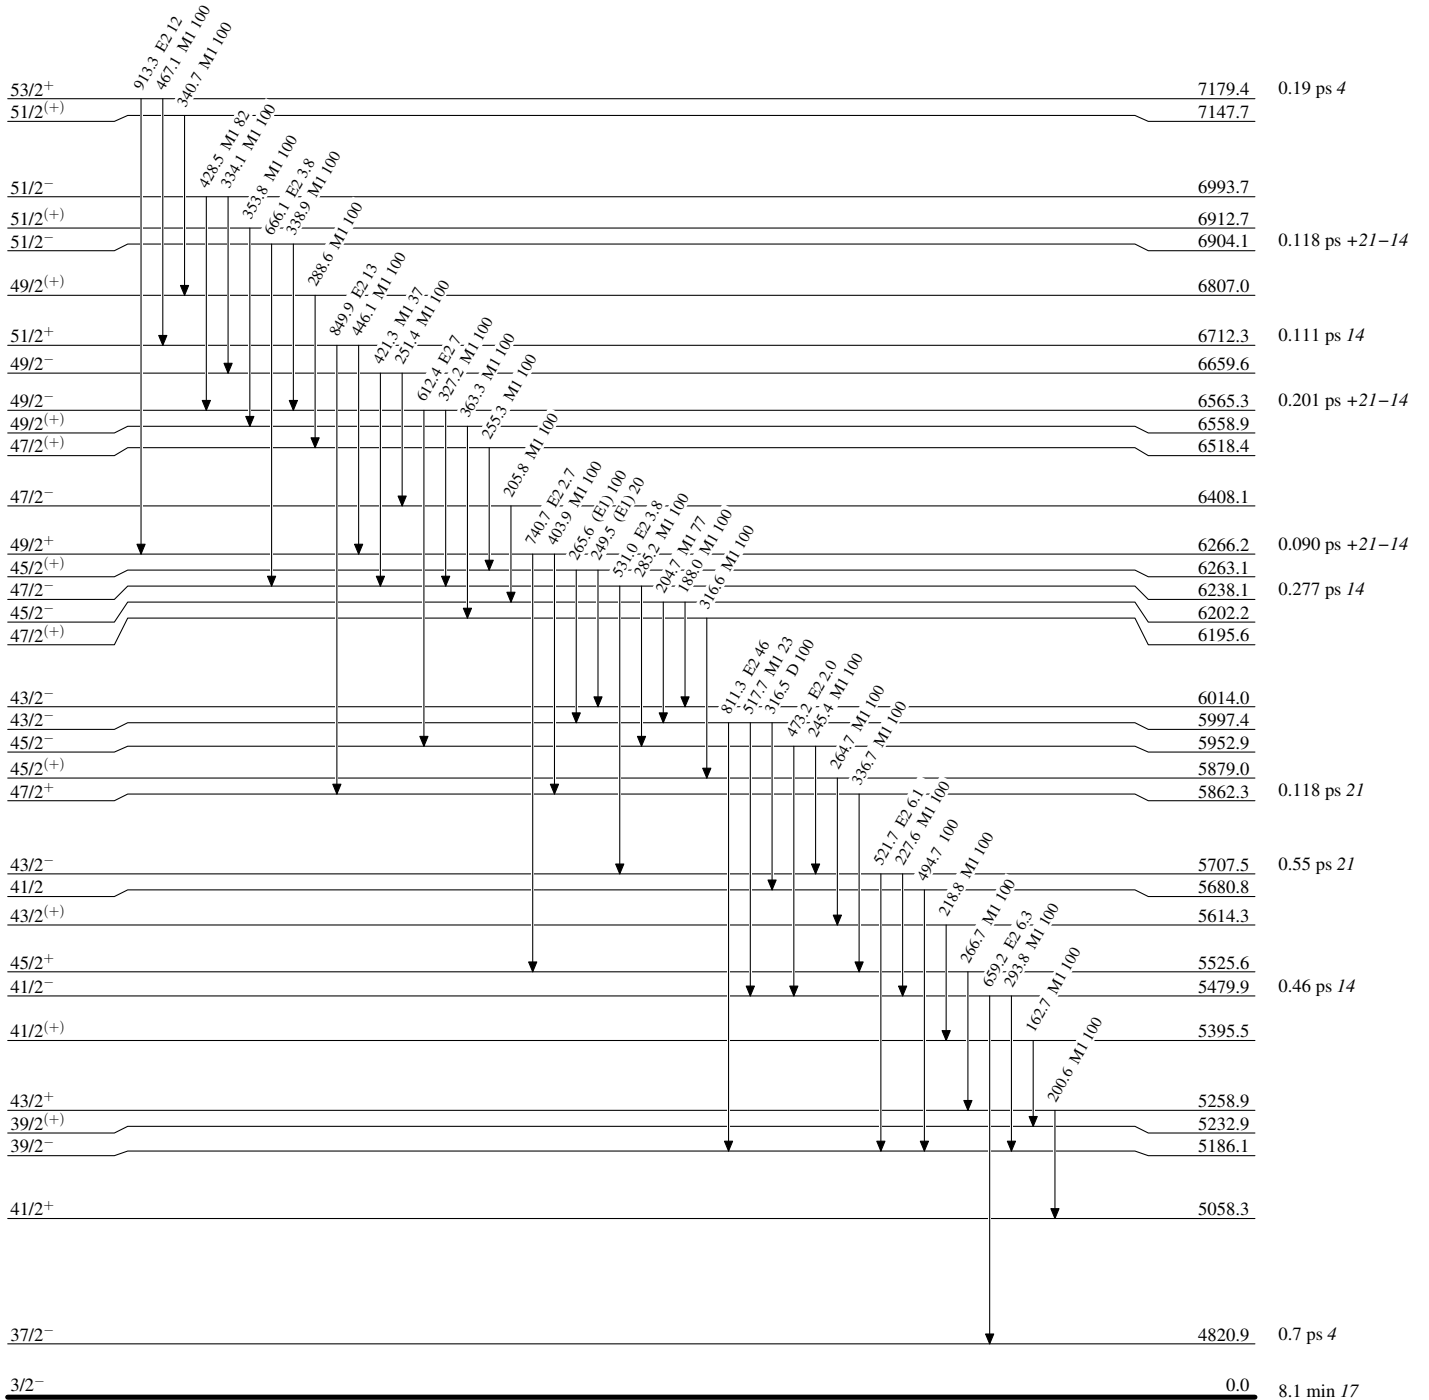 913.3 E2 12
467.1 M1 100
340.7 M1 100
53/2+ 7179.4 0.19 ps 4
51/2(+) 7147.7
428.5 M1 82
334.1 M1 100
353.8 M1 100
666.1 E2 3.8
338.9 M1 100
51/2− 6993.7
51/2(+) 6912.7
51/2− 6904.1 0.118 ps +21−14
288.6 M1 100
49/2(+) 6807.0
849.9 E2 13
446.1 M1 100
421.3 M1 37
251.4 M1 100
51/2+ 6712.3 0.111 ps 14
49/2− 6659.6
612.4 E2 7
327.2 M1 100
363.3 M1 100
255.3 M1 100
49/2− 6565.3 0.201 ps +21−14
49/2(+) 6558.9
47/2(+) 6518.4
205.8 M1 100
47/2− 6408.1
740.7 E2 2.7
403.9 M1 100
265.6 (E1) 100
249.5 (E1) 20
531.0 E2 3.8
285.2 M1 100
204.7 M1 77
188.0 M1 100
316.6 M1 100
49/2+ 6266.2 0.090 ps +21−14
45/2(+) 6263.1
47/2− 6238.1 0.277 ps 14
45/2− 6202.2
47/2(+) 6195.6
811.3 E2 46
517.7 M1 23
316.5 D 100
473.2 E2 2.0
245.4 M1 100
264.7 M1 100
336.7 M1 100
43/2− 6014.0
43/2− 5997.4
45/2− 5952.9
45/2(+) 5879.0
47/2+ 5862.3 0.118 ps 21
521.7 E2 6.1
227.6 M1 100
494.7 100
218.8 M1 100
43/2− 5707.5 0.55 ps 21
41/2 5680.8
43/2(+) 5614.3
266.7 M1 100
659.2 E2 6.3
293.8 M1 100
162.7 M1 100
45/2+ 5525.6
41/2− 5479.9 0.46 ps 14
41/2(+) 5395.5
200.6 M1 100
43/2+ 5258.9
39/2(+) 5232.9
39/2− 5186.1
41/2+ 5058.3
37/2− 4820.9 0.7 ps 4
3/2− 0.0 8.1 min 17